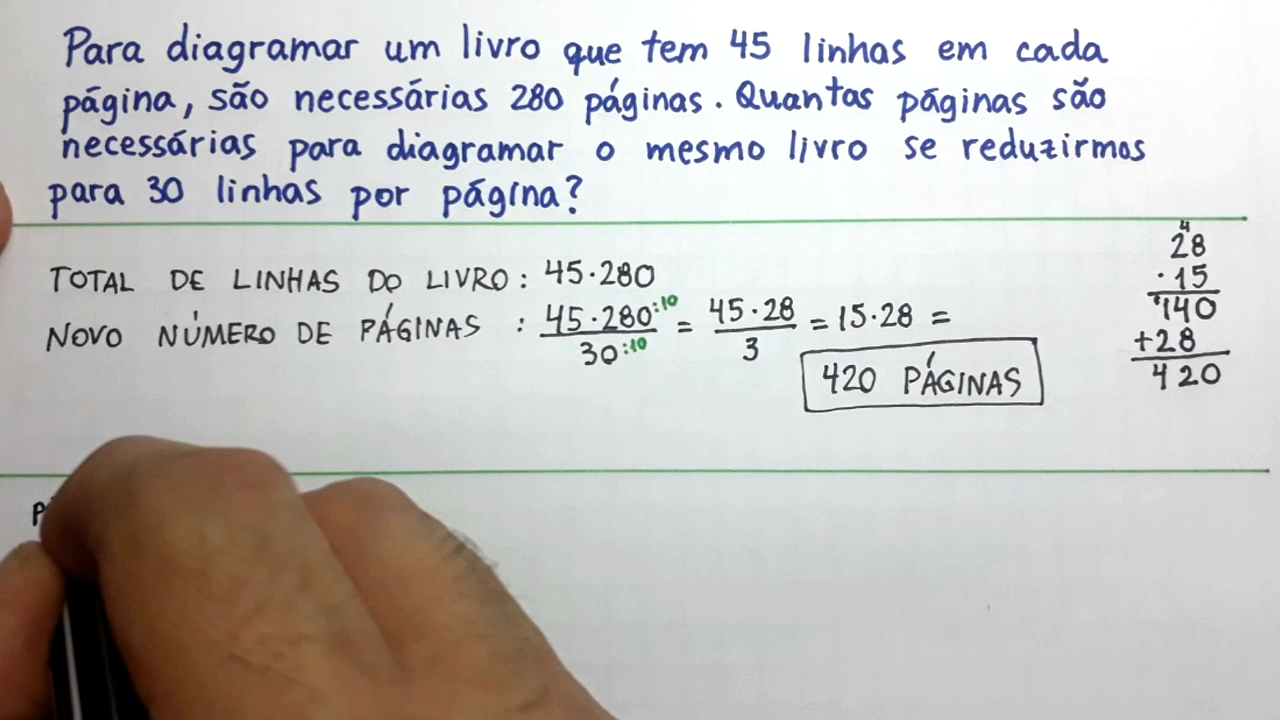 Para diagramar um livro que tem 45 linhas em cada
página, são necessárias 280 páginas. Quantas páginas são
necessárias para diagramar o mesmo livro se reduzirmos
para 30 linhas por página?
TOTAL DE LINHAS DO LIVRO: 45·280
NOVO NÚMERO DE PÁGINAS : 45·280:10 / 30:10 = 45·28 / 3 = 15·28 =
420 PÁGINAS
4
28
·15
1140
+28
420
P